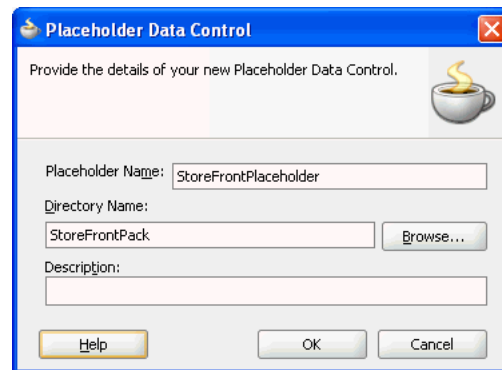 Placeholder Data Control
Provide the details of your new Placeholder Data Control.
Placeholder Name: StoreFrontPlaceholder
Directory Name:
StoreFrontPack Browse...
Description:
Help OK Cancel